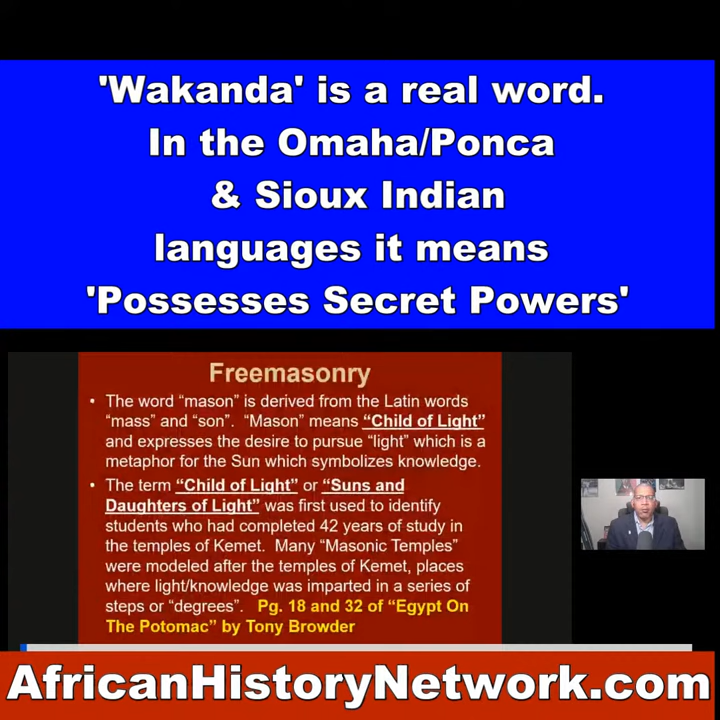 'Wakanda' is a real word.
In the Omaha/Ponca
& Sioux Indian
languages it means
'Possesses Secret Powers'
Freemasonry
• The word “mason” is derived from the Latin words
“mass” and “son”. “Mason” means “Child of Light”
and expresses the desire to pursue “light” which is a
metaphor for the Sun which symbolizes knowledge.
• The term “Child of Light” or “Suns and
Daughters of Light” was first used to identify
students who had completed 42 years of study in
the temples of Kemet. Many “Masonic Temples”
were modeled after the temples of Kemet, places
where light/knowledge was imparted in a series of
steps or “degrees”. Pg. 18 and 32 of “Egypt On
The Potomac” by Tony Browder
AfricanHistoryNetwork.com